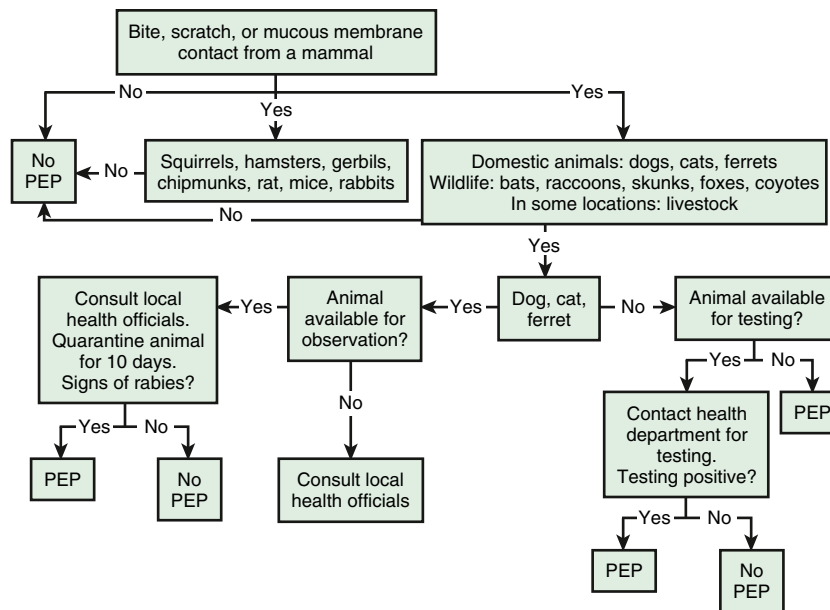 Bite, scratch, or mucous membrane
contact from a mammal
No
Yes
Yes
No
PEP
No
Squirrels, hamsters, gerbils,
chipmunks, rat, mice, rabbits
Domestic animals: dogs, cats, ferrets
Wildlife: bats, raccoons, skunks, foxes, coyotes
In some locations: livestock
No
Yes
Consult local
health officials.
Quarantine animal
for 10 days.
Signs of rabies?
Yes
Animal
available for
observation?
Yes
Dog, cat,
ferret
No
Animal available
for testing?
Yes
No
PEP
No
Contact health
department for
testing.
Testing positive?
Yes
No
PEP
No
PEP
Consult local
health officials
Yes
No
PEP
No
PEP